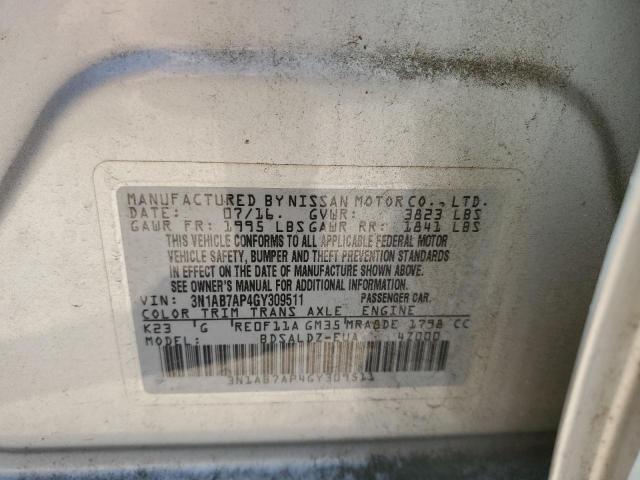 MANUFACTURED BY NISSAN MOTOR CO., LTD.
DATE: 07/16. GVWR: 3823 LBS
GAWR FR: 1995 LBS GAWR RR: 1841 LBS
THIS VEHICLE CONFORMS TO ALL APPLICABLE FEDERAL MOTOR
VEHICLE SAFETY, BUMPER AND THEFT PREVENTION STANDARDS
IN EFFECT ON THE DATE OF MANUFACTURE SHOWN ABOVE.
SEE OWNER'S MANUAL FOR ADDITIONAL INFORMATION.
VIN: 3N1AB7AP4GY309511 PASSENGER CAR
COLOR TRIM TRANS AXLE ENGINE
K23 G RE0F11A GM35 MRA8DE 1798 CC
MODEL: BDSALDZ-EUA 4Z000
3N1AB7AP4GY309511